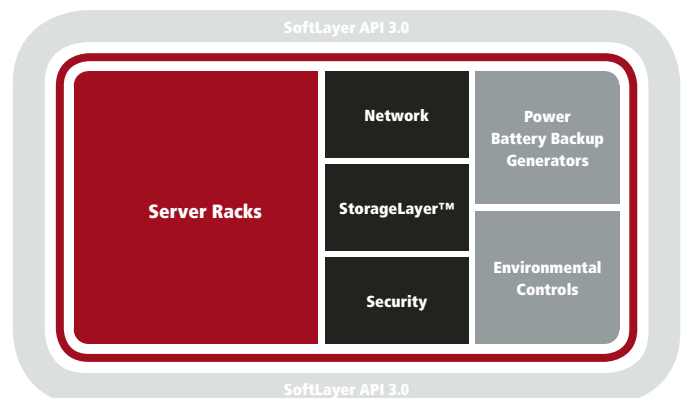 SoftLayer API 3.0
Server Racks
Network
StorageLayer™
Security
Power
Battery Backup
Generators
Environmental
Controls
SoftLayer API 3.0